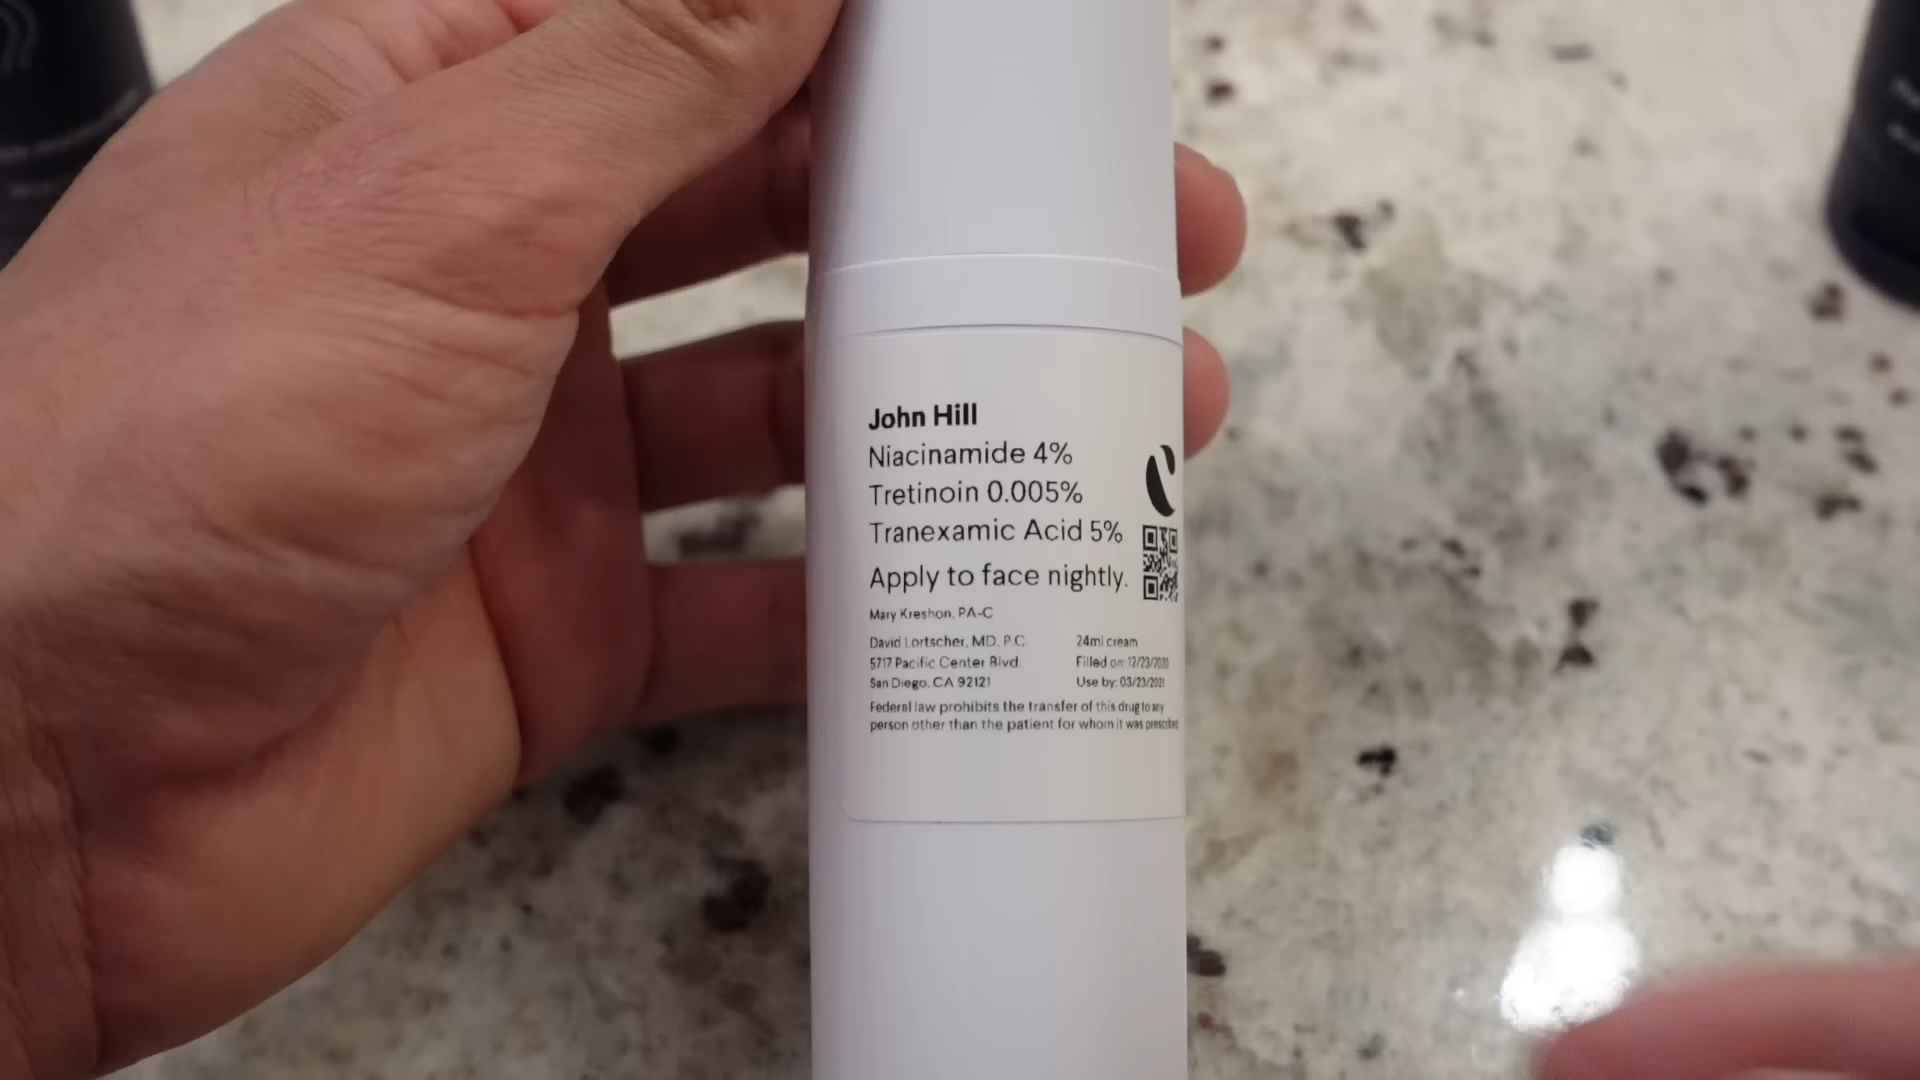 John Hill
Niacinamide 4%
Tretinoin 0.005%
Tranexamic Acid 5%
Apply to face nightly.
Mary Kreshon, PA-C
David Lortscher, MD, P.C.
5717 Pacific Center Blvd.
San Diego, CA 92121
24ml cream
Filled on: 12/23/2020
Use by: 03/23/2021
Federal law prohibits the transfer of this drug to any
person other than the patient for whom it was prescribed